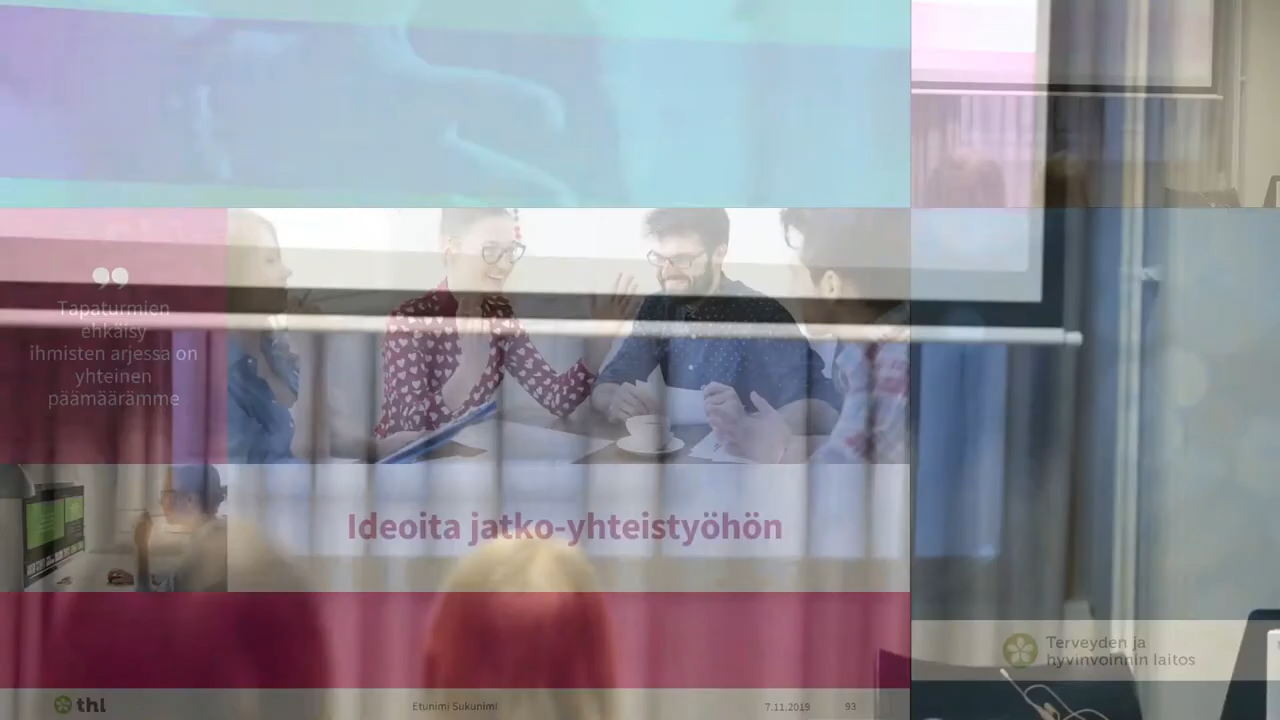 Tapaturmien
ehkäisy
ihmisten arjessa on
yhteinen
päämäärämme
Ideoita jatko-yhteistyöhön
Terveyden ja
hyvinvoinnin laitos
thl
Etunimi Sukunimi
7.11.2019
93